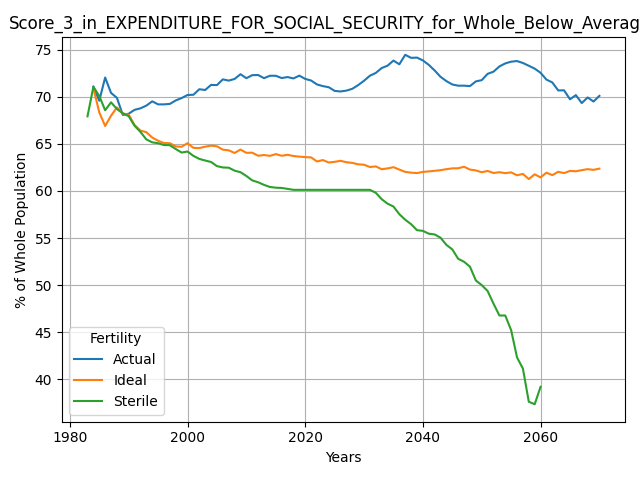 Score_3_in_EXPENDITURE_FOR_SOCIAL_SECURITY_for_Whole_Below_Averag
75
70
65
60
55
50
45
40
% of Whole Population
Fertility
Actual
Ideal
Sterile
1980
2000
2020
2040
2060
Years